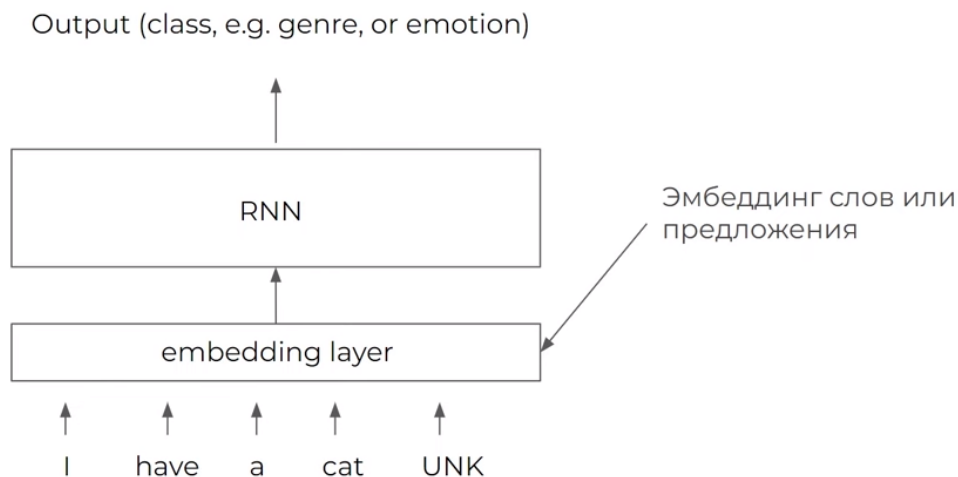 Output (class, e.g. genre, or emotion)
RNN
Эмбеддинг слов или
предложения
embedding layer
I have a cat UNK